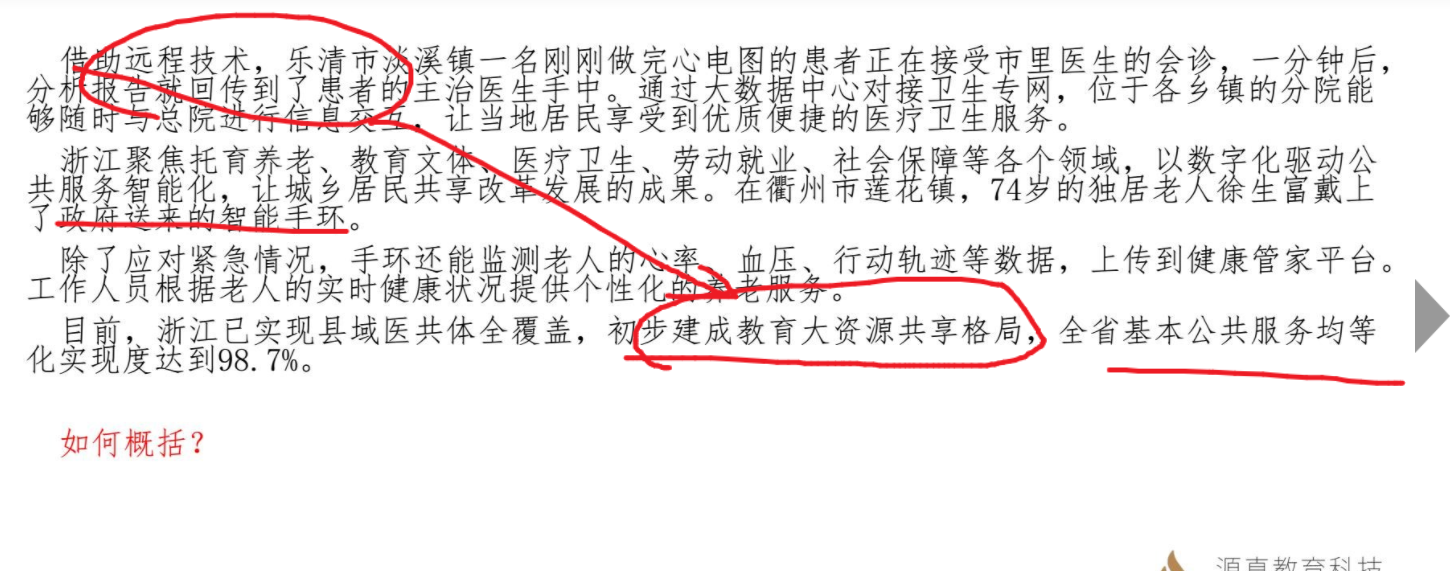 借助远程技术，乐清市淡溪镇一名刚刚做完心电图的患者正在接受市里医生的会诊，一分钟后，
分析报告就回传到了患者的主治医生手中。通过大数据中心对接卫生专网，位于各乡镇的分院能
够随时与总院进行信息交互，让当地居民享受到优质便捷的医疗卫生服务。
浙江聚焦托育养老、教育文体、医疗卫生、劳动就业、社会保障等各个领域，以数字化驱动公
共服务智能化，让城乡居民共享改革发展的成果。在衢州市莲花镇，74岁的独居老人徐生富戴上
了政府送来的智能手环。
除了应对紧急情况，手环还能监测老人的心率、血压、行动轨迹等数据，上传到健康管家平台。
工作人员根据老人的实时健康状况提供个性化的养老服务。
目前，浙江已实现县域医共体全覆盖，初步建成教育大资源共享格局，全省基本公共服务均等
化实现度达到98.7%。
如何概括？
源真教育科技